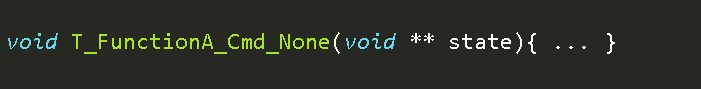 void T_FunctionA_Cmd_None(void ** state){ ... }